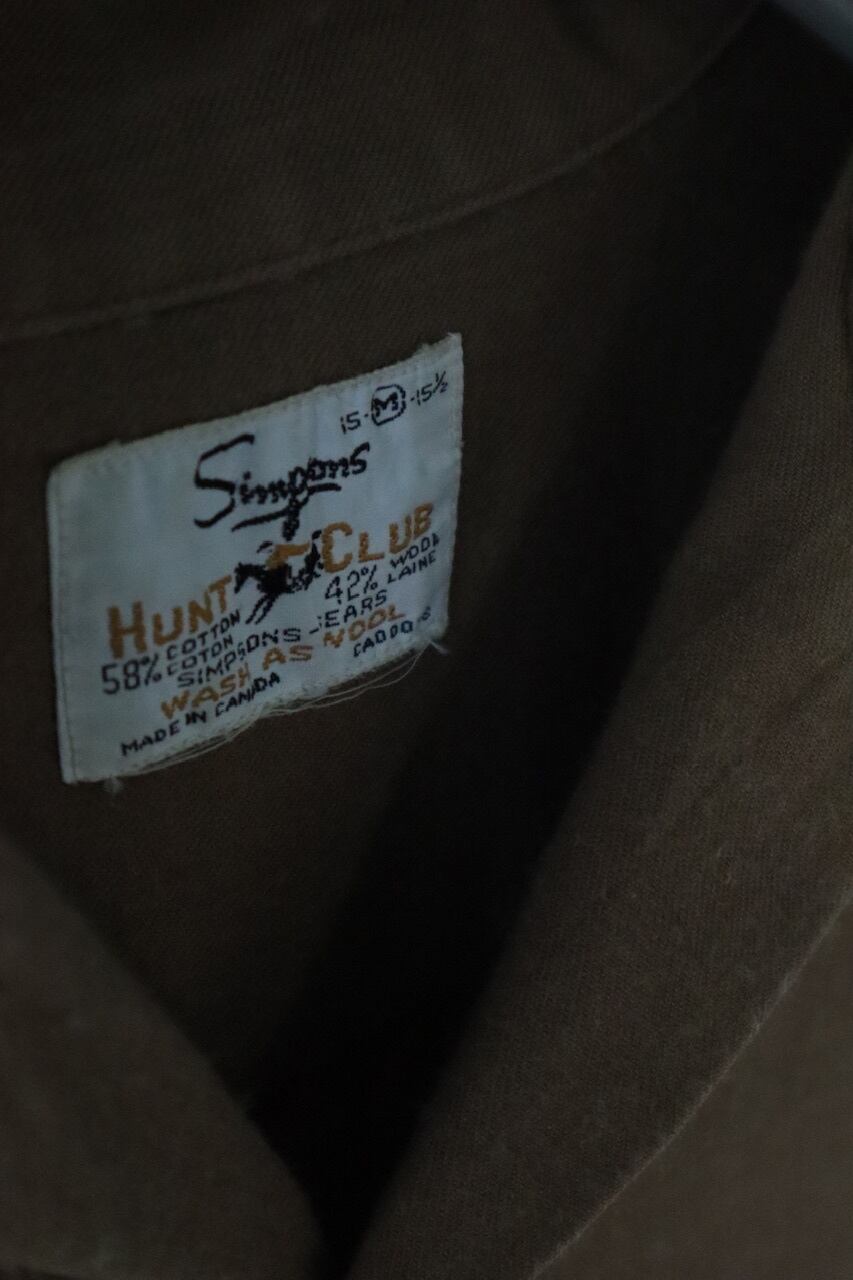 15-M-15½
Simpsons
HUNT CLUB
58% COTTON 42% WOOL
COTON LAINE
SIMPSONS-SEARS
WASH AS WOOL
MADE IN CANADA